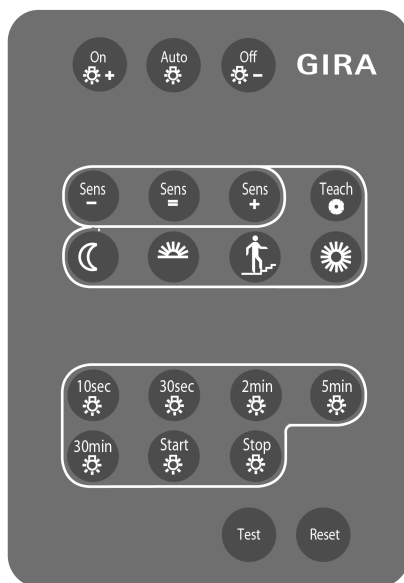 On Auto Off GIRA
+ -
Sens Sens Sens Teach
- = +
10sec 30sec 2min 5min
30min Start Stop
Test Reset